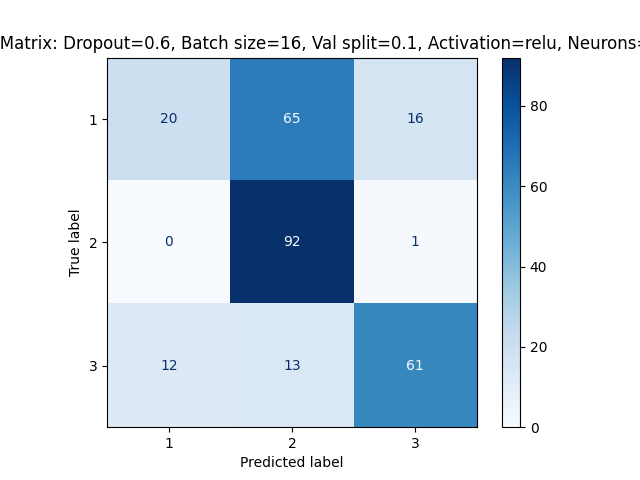 Matrix: Dropout=0.6, Batch size=16, Val split=0.1, Activation=relu, Neurons=
1 20 65 16
2 0 92 1
3 12 13 61
1 2 3
True label
Predicted label
80
60
40
20
0